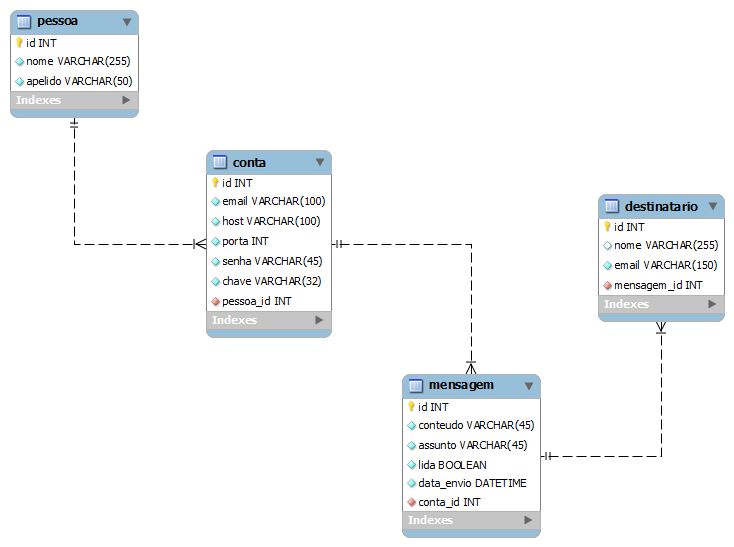 pessoa
id INT
nome VARCHAR(255)
apelido VARCHAR(50)
Indexes
conta
id INT
email VARCHAR(100)
host VARCHAR(100)
porta INT
senha VARCHAR(45)
chave VARCHAR(32)
pessoa_id INT
Indexes
destinatario
id INT
nome VARCHAR(255)
email VARCHAR(150)
mensagem_id INT
Indexes
mensagem
id INT
conteudo VARCHAR(45)
assunto VARCHAR(45)
lida BOOLEAN
data_envio DATETIME
conta_id INT
Indexes